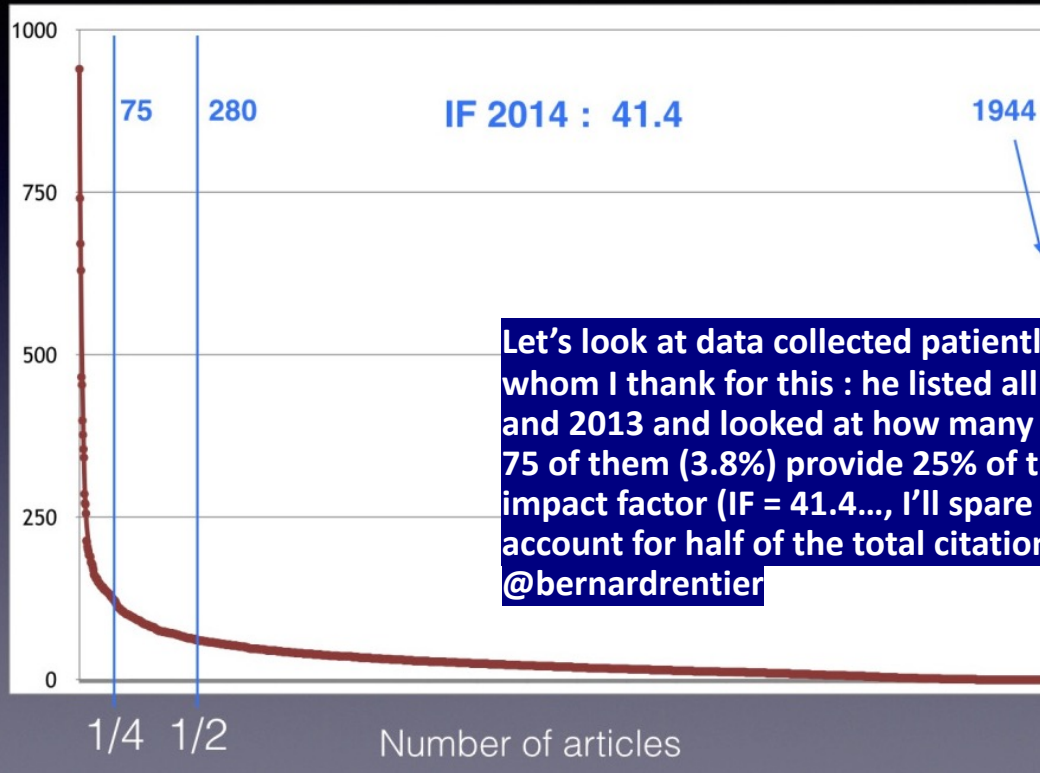 1000
75
280
IF 2014 : 41.4
1944
750
500
Let’s look at data collected patientl
whom I thank for this : he listed all
and 2013 and looked at how many
75 of them (3.8%) provide 25% of t
impact factor (IF = 41.4…, I’ll spare
account for half of the total citation
@bernardrentier
250
0
1/4 1/2
Number of articles